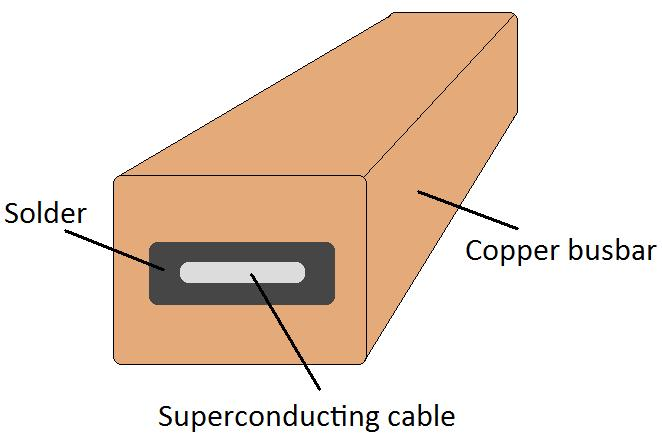 Solder
Copper busbar
Superconducting cable